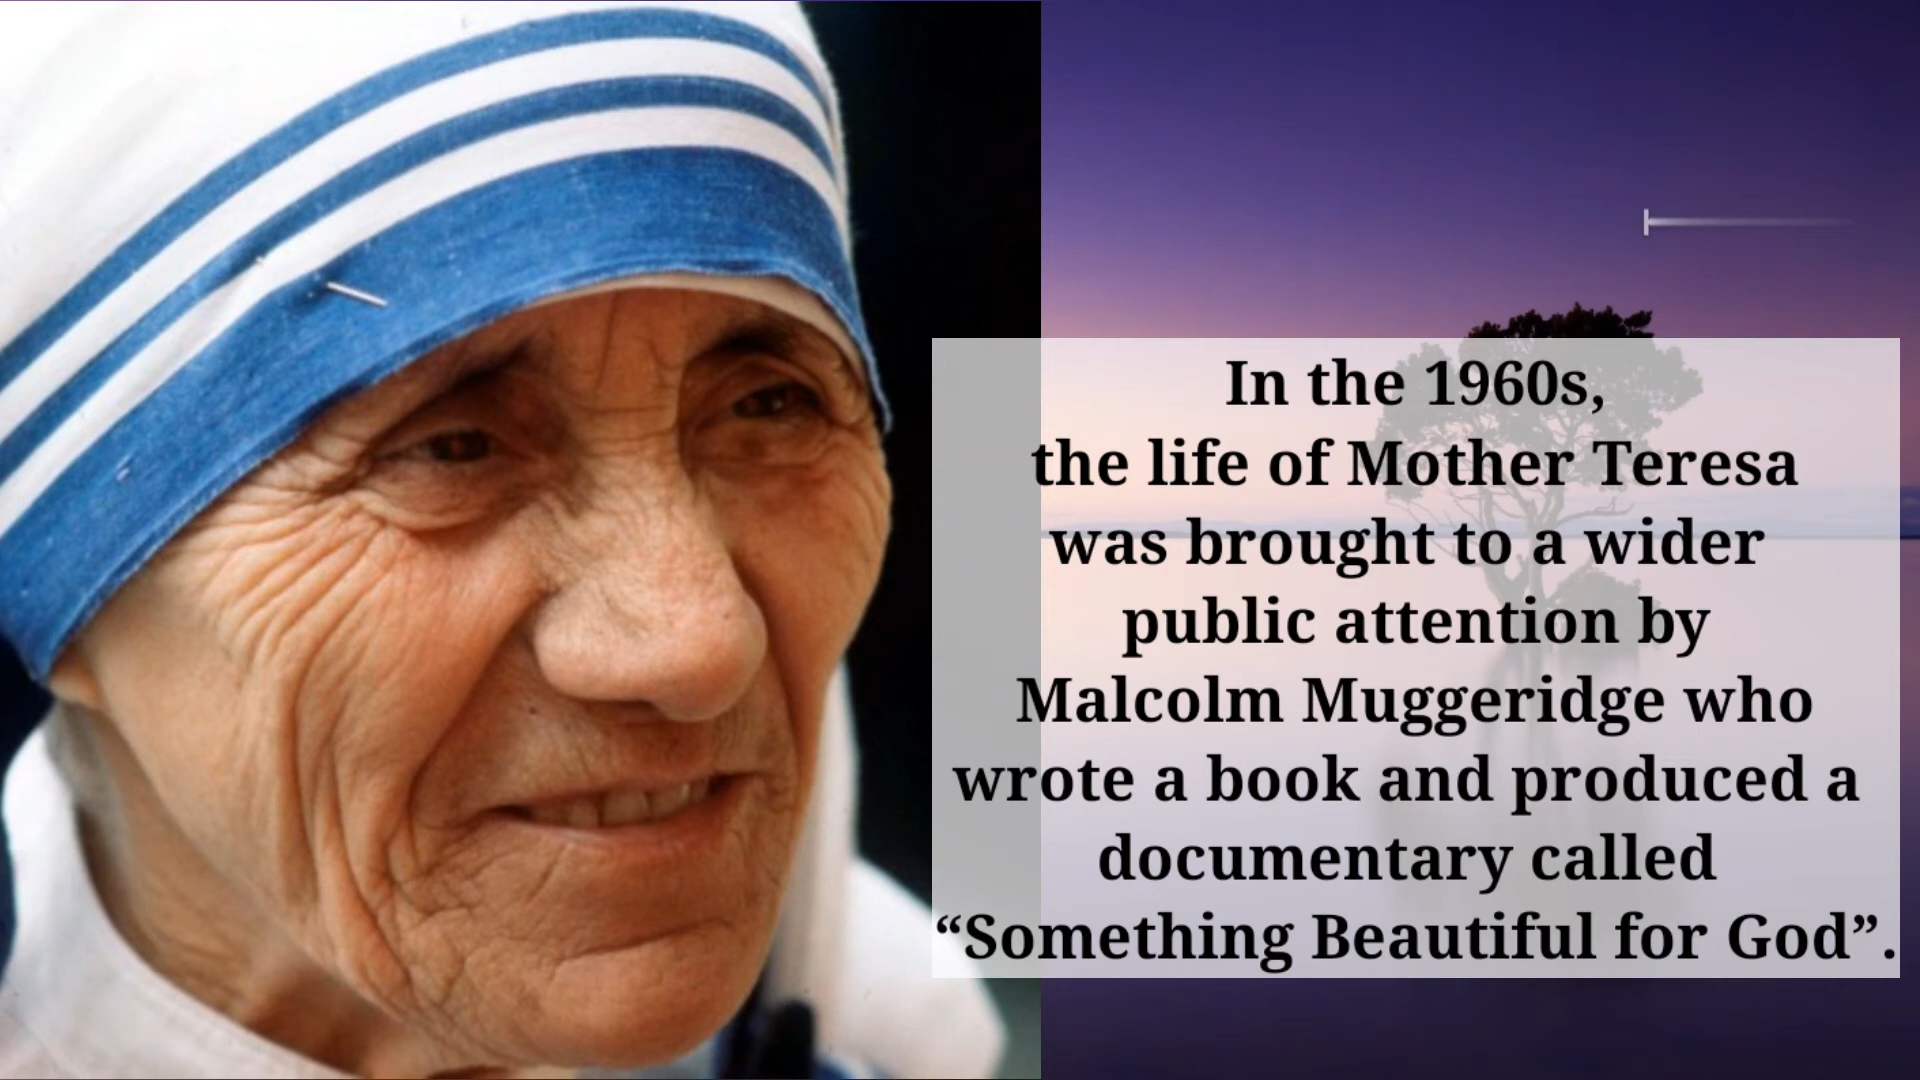 In the 1960s,
the life of Mother Teresa
was brought to a wider
public attention by
Malcolm Muggeridge who
wrote a book and produced a
documentary called
“Something Beautiful for God”.